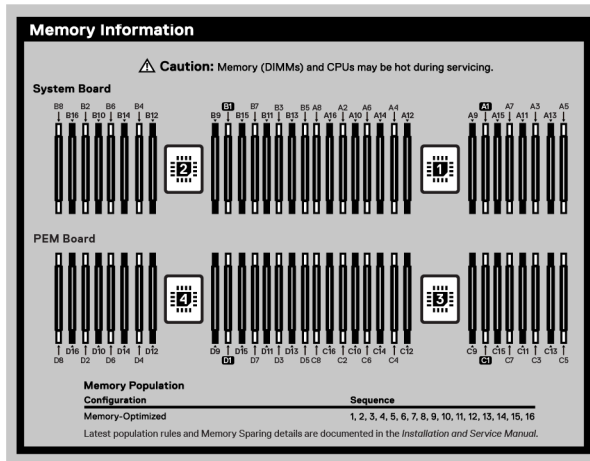 Memory Information
Caution: Memory (DIMMs) and CPUs may be hot during servicing.
System Board
B8 B2 B6 B4 B1 B7 B3 B5 A8 A2 A6 A4 A1 A7 A3 A5
B16 B10 B14 B12 B9 B15 B11 B13 A16 A10 A14 A12 A9 A15 A11 A13
2 1
PEM Board
4 3
D16 D10 D14 D12 D9 D15 D11 D13 C16 C10 C14 C12 C9 C15 C11 C13
D8 D2 D6 D4 D1 D7 D3 D5 C8 C2 C6 C4 C1 C7 C3 C5
Memory Population
Configuration Sequence
Memory-Optimized 1, 2, 3, 4, 5, 6, 7, 8, 9, 10, 11, 12, 13, 14, 15, 16
Latest population rules and Memory Sparing details are documented in the Installation and Service Manual.